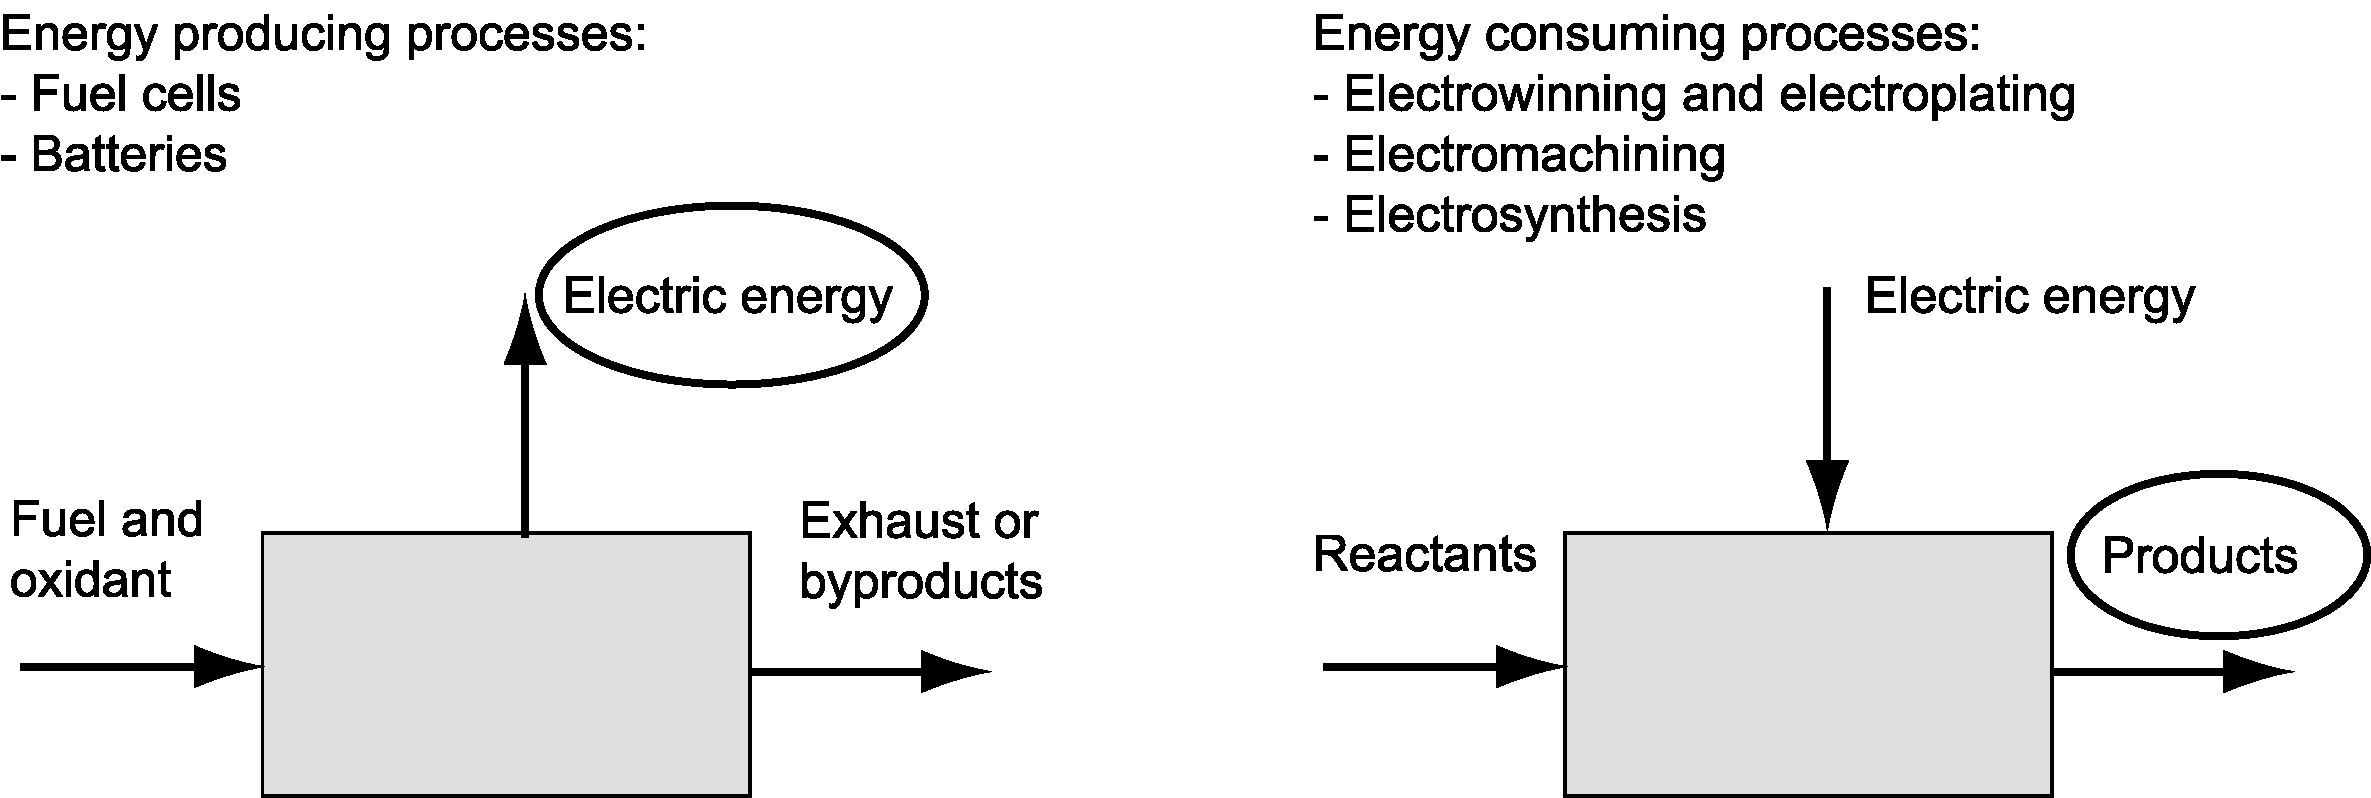 Energy producing processes:
- Fuel cells
- Batteries
Electric energy
Fuel and
oxidant
Exhaust or
byproducts
Energy consuming processes:
- Electrowinning and electroplating
- Electromachining
- Electrosynthesis
Electric energy
Reactants
Products